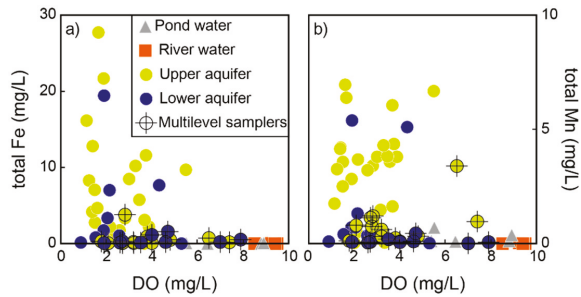 a)
Pond water
River water
Upper aquifer
Lower aquifer
Multilevel samplers
b)
30
20
10
0
total Fe (mg/L)
0 2 4 6 8 10
DO (mg/L)
0 2 4 6 8 10
DO (mg/L)
10
5
0
total Mn (mg/L)